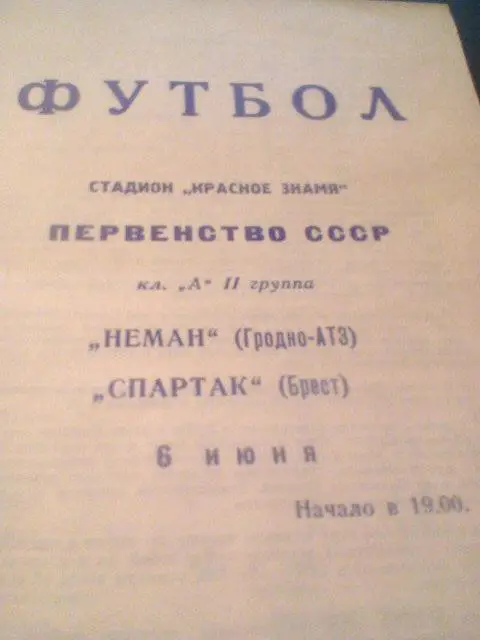 ФУТБОЛ
СТАДИОН „КРАСНОЕ ЗНАМЯ“
ПЕРВЕНСТВО СССР
кл. „А“ II группа
„НЕМАН“ (Гродно-АТЗ)
„СПАРТАК“ (Брест)
6 июня
Начало в 19.00.